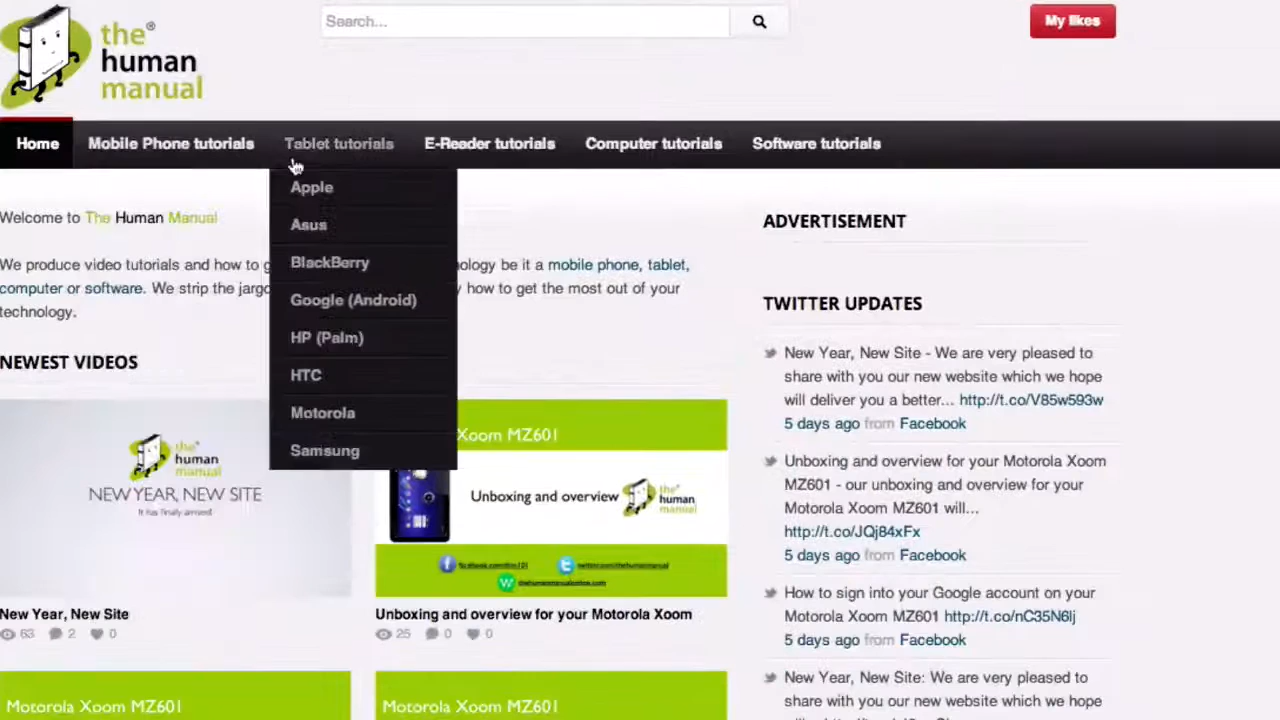 the®
human
manual
Search...
My likes
Home
Mobile Phone tutorials
Tablet tutorials
E-Reader tutorials
Computer tutorials
Software tutorials
Apple
Asus
BlackBerry
Google (Android)
HP (Palm)
HTC
Motorola
Samsung
Welcome to The Human Manual
We produce video tutorials and how to g
nology be it a mobile phone, tablet,
computer or software. We strip the jargo
y how to get the most out of your
technology.
NEWEST VIDEOS
the
human
manual
NEW YEAR, NEW SITE
It has finally arrived
New Year, New Site
63 2 0
Xoom MZ601
Unboxing and overview
the
human
manual
Unboxing and overview for your Motorola Xoom
25 0 0
Motorola Xoom MZ601
Motorola Xoom MZ601
ADVERTISEMENT
TWITTER UPDATES
New Year, New Site - We are very pleased to
share with you our new website which we hope
will deliver you a better... http://t.co/V85w593w
5 days ago from Facebook
Unboxing and overview for your Motorola Xoom
MZ601 - our unboxing and overview for your
Motorola Xoom MZ601 will...
http://t.co/JQj84xFx
5 days ago from Facebook
How to sign into your Google account on your
Motorola Xoom MZ601 http://t.co/nC35N6lj
5 days ago from Facebook
New Year, New Site: We are very pleased to
share with you our new website which we hope